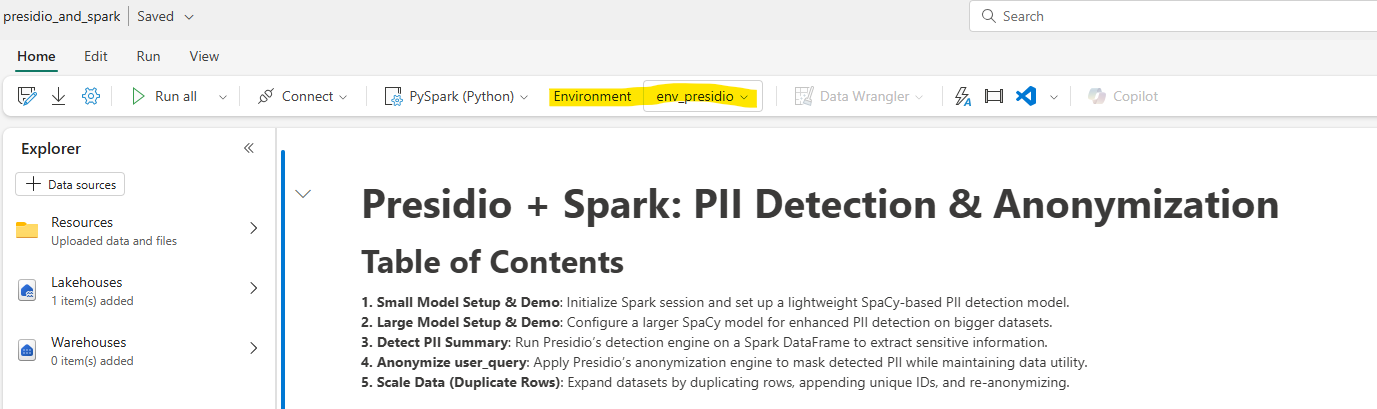 presidio_and_spark | Saved
Search
Home Edit Run View
Run all Connect PySpark (Python) Environment env_presidio Data Wrangler Copilot
Explorer
Data sources
Resources
Uploaded data and files
Lakehouses
1 item(s) added
Warehouses
0 item(s) added
Presidio + Spark: PII Detection & Anonymization
Table of Contents
1. Small Model Setup & Demo: Initialize Spark session and set up a lightweight SpaCy-based PII detection model.
2. Large Model Setup & Demo: Configure a larger SpaCy model for enhanced PII detection on bigger datasets.
3. Detect PII Summary: Run Presidio's detection engine on a Spark DataFrame to extract sensitive information.
4. Anonymize user_query: Apply Presidio's anonymization engine to mask detected PII while maintaining data utility.
5. Scale Data (Duplicate Rows): Expand datasets by duplicating rows, appending unique IDs, and re-anonymizing.